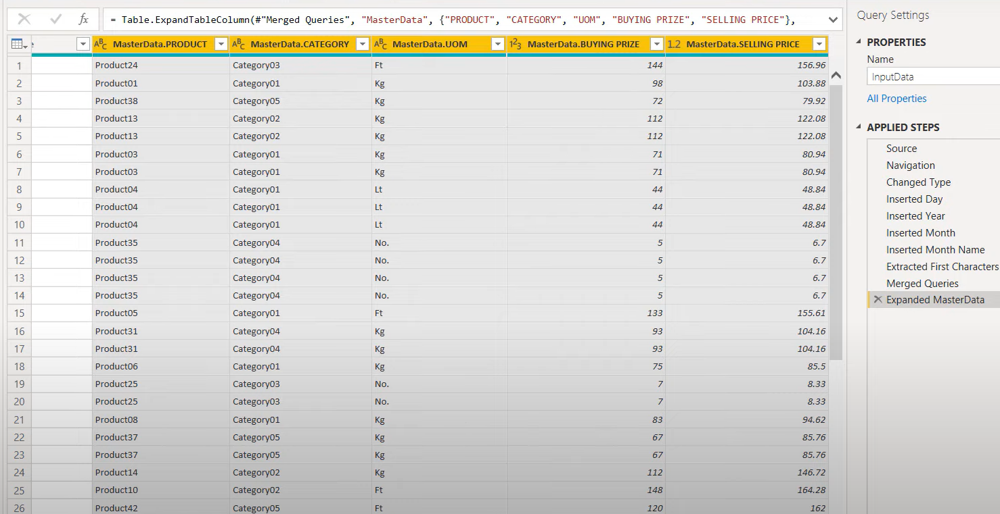 fx = Table.ExpandTableColumn(#"Merged Queries", "MasterData", {"PRODUCT", "CATEGORY", "UOM", "BUYING PRIZE", "SELLING PRICE"},
MasterData.PRODUCT MasterData.CATEGORY MasterData.UOM MasterData.BUYING PRIZE MasterData.SELLING PRICE
1 Product24 Category03 Ft 144 156.96
2 Product01 Category01 Kg 98 103.88
3 Product38 Category05 Kg 72 79.92
4 Product13 Category02 Kg 112 122.08
5 Product13 Category02 Kg 112 122.08
6 Product03 Category01 Kg 71 80.94
7 Product03 Category01 Kg 71 80.94
8 Product04 Category01 Lt 44 48.84
9 Product04 Category01 Lt 44 48.84
10 Product04 Category01 Lt 44 48.84
11 Product35 Category04 No. 5 6.7
12 Product35 Category04 No. 5 6.7
13 Product35 Category04 No. 5 6.7
14 Product35 Category04 No. 5 6.7
15 Product05 Category01 Ft 133 155.61
16 Product31 Category04 Kg 93 104.16
17 Product31 Category04 Kg 93 104.16
18 Product06 Category01 Kg 75 85.5
19 Product25 Category03 No. 7 8.33
20 Product25 Category03 No. 7 8.33
21 Product08 Category01 Kg 83 94.62
22 Product37 Category05 Kg 67 85.76
23 Product37 Category05 Kg 67 85.76
24 Product14 Category02 Kg 112 146.72
25 Product10 Category02 Ft 148 164.28
26 Product42 Category05 Ft 120 162
Query Settings
PROPERTIES
Name
InputData
All Properties
APPLIED STEPS
Source
Navigation
Changed Type
Inserted Day
Inserted Year
Inserted Month
Inserted Month Name
Extracted First Characters
Merged Queries
Expanded MasterData